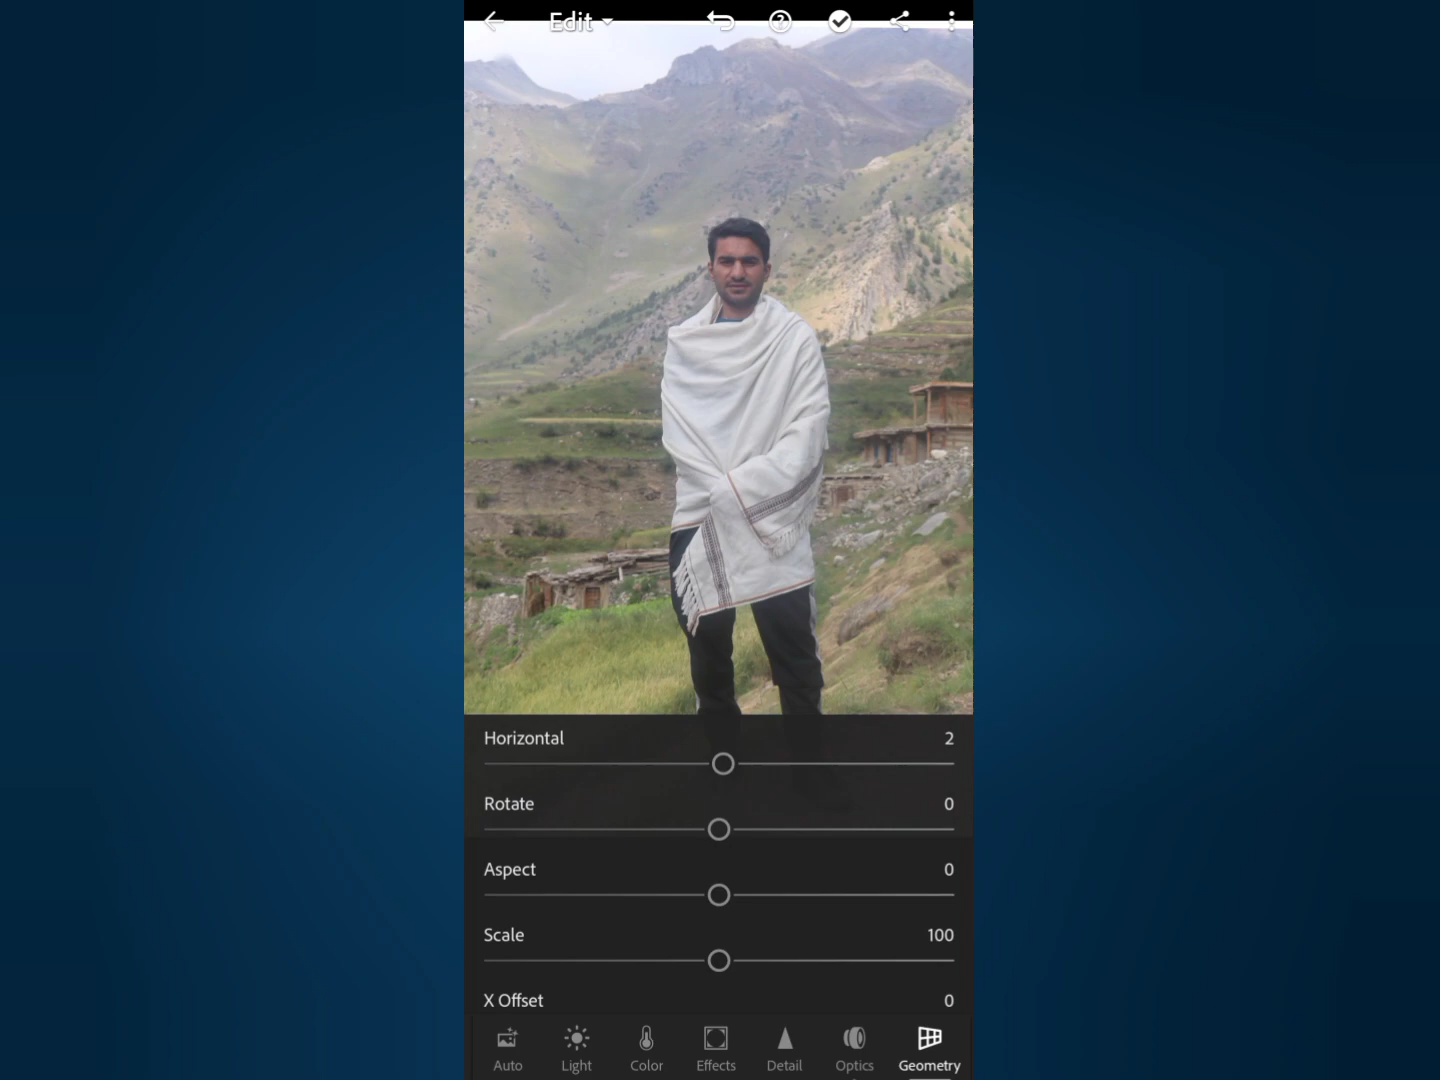 Edit
Horizontal 2
Rotate 0
Aspect 0
Scale 100
X Offset 0
Auto Light Color Effects Detail Optics Geometry